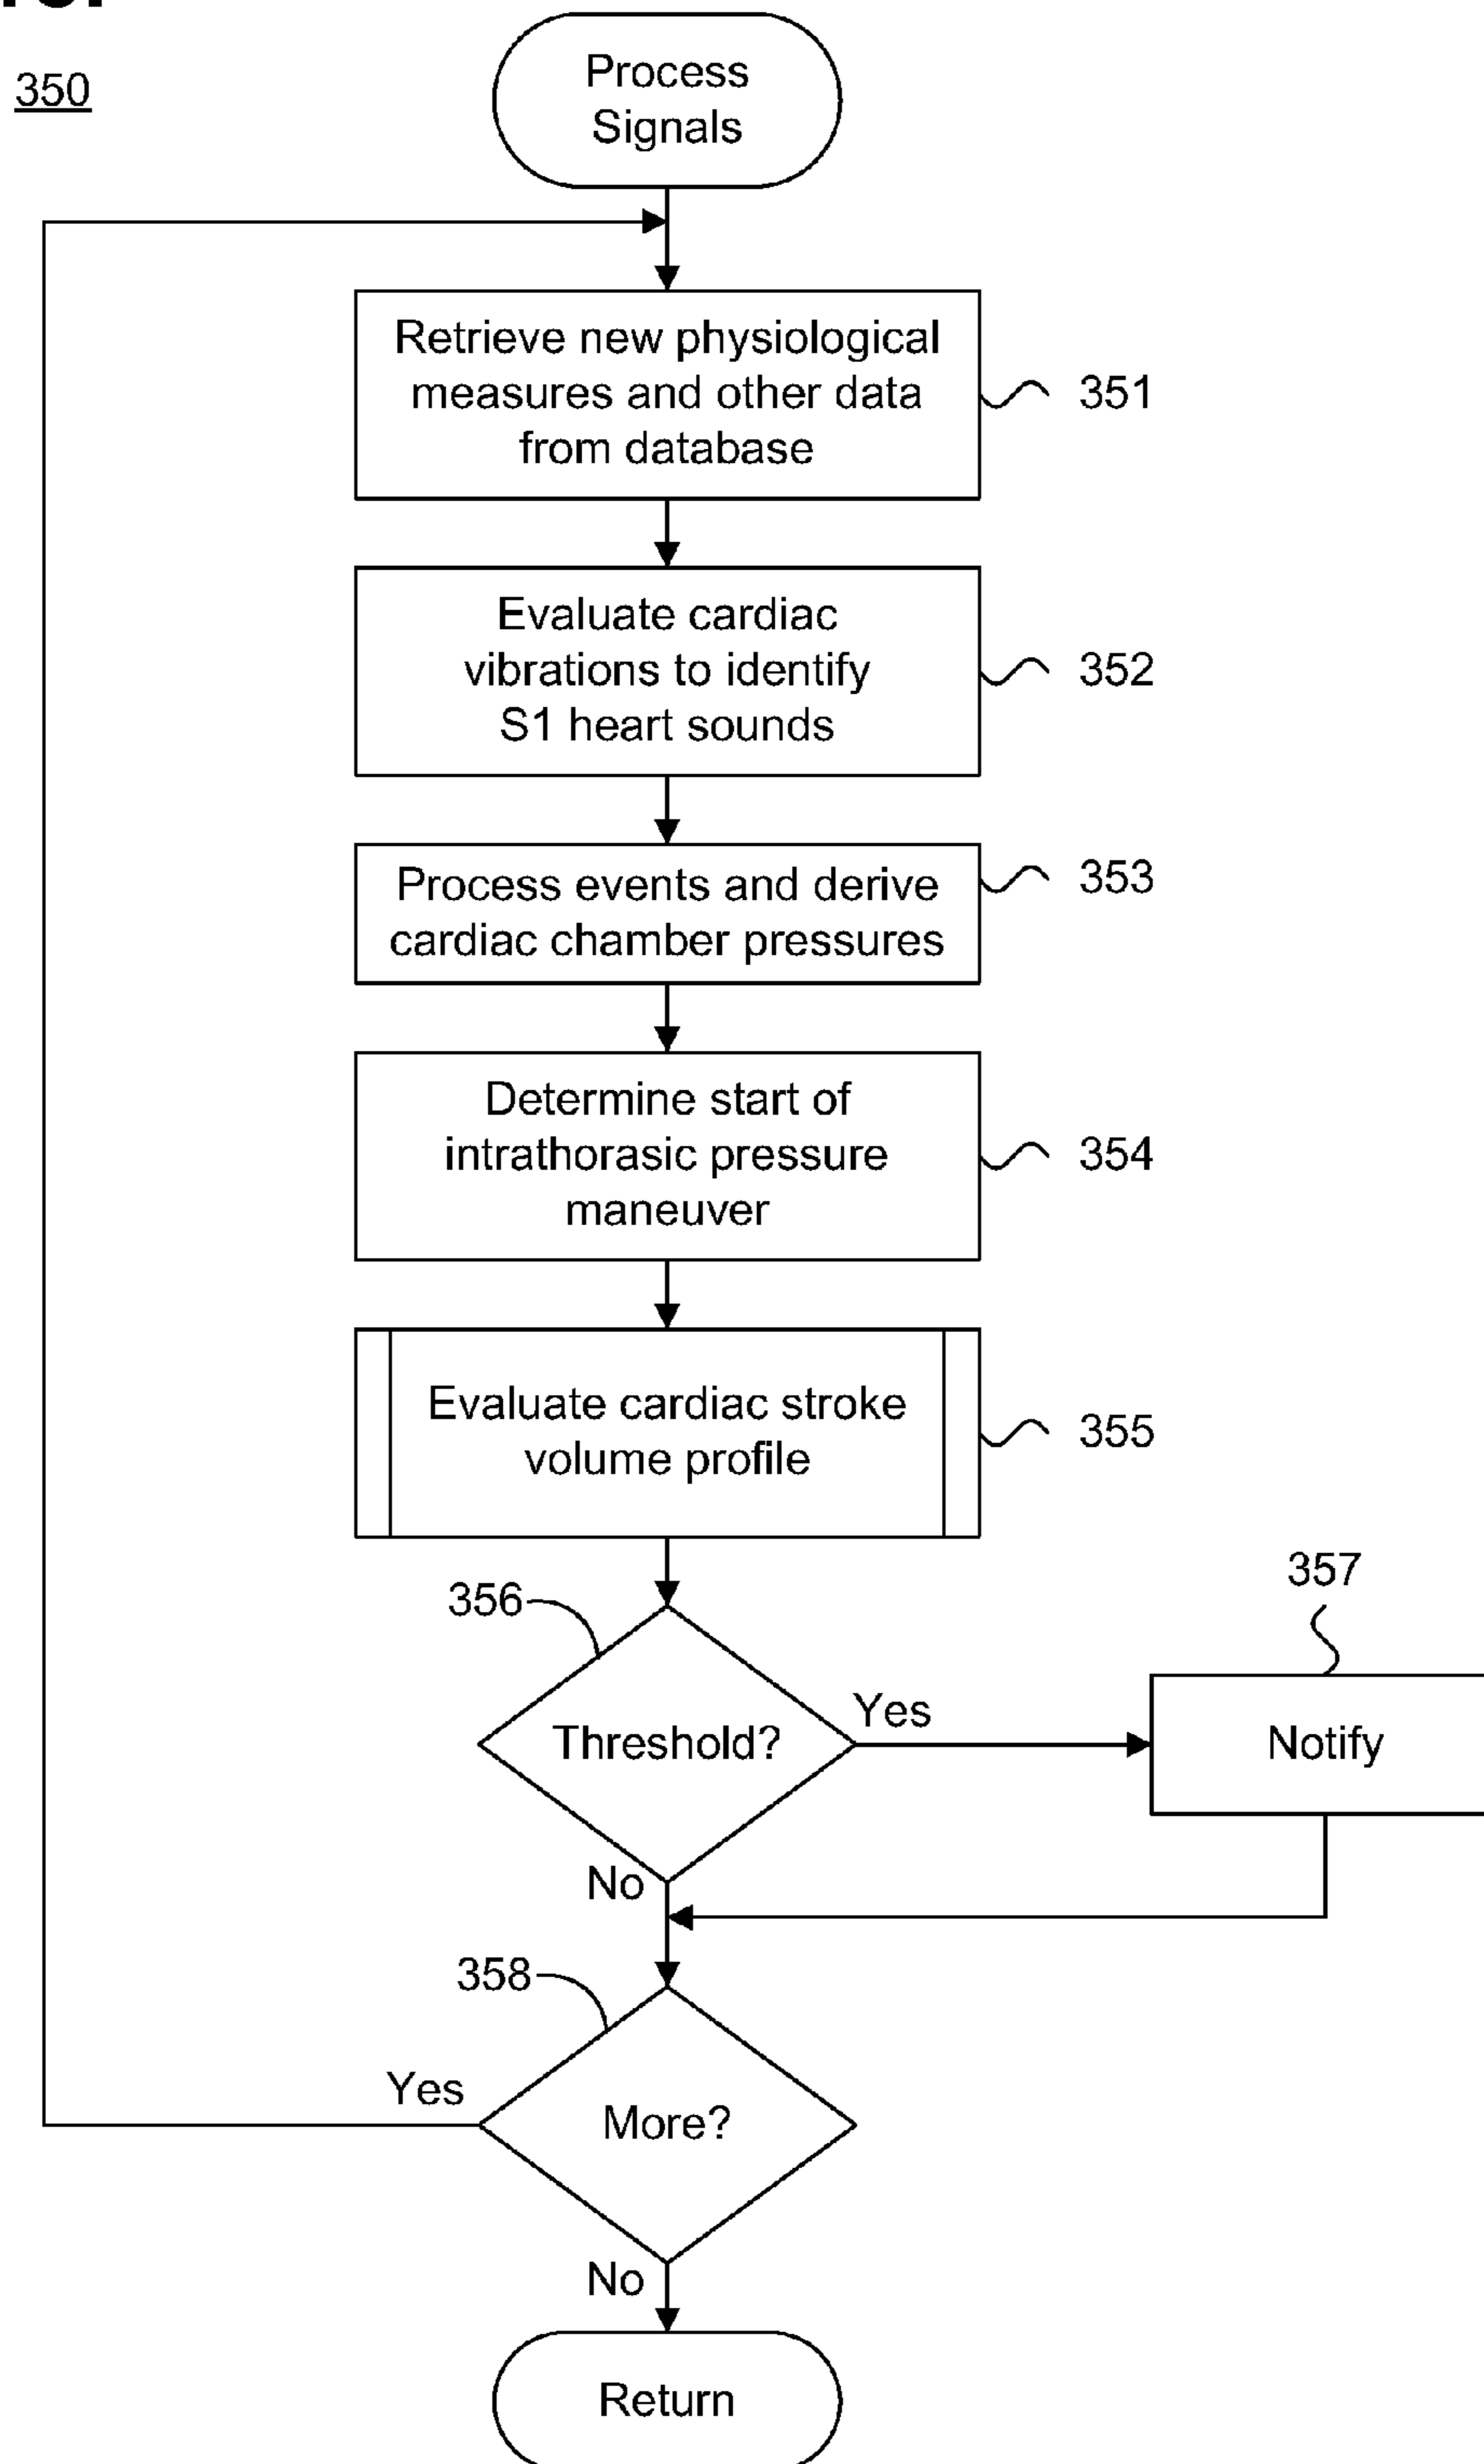 350
Process
Signals
Retrieve new physiological
measures and other data
from database
351
Evaluate cardiac
vibrations to identify
S1 heart sounds
352
Process events and derive
cardiac chamber pressures
353
Determine start of
intrathorasic pressure
maneuver
354
Evaluate cardiac stroke
volume profile
355
356
357
Threshold?
Yes
Notify
No
358
Yes
More?
No
Return